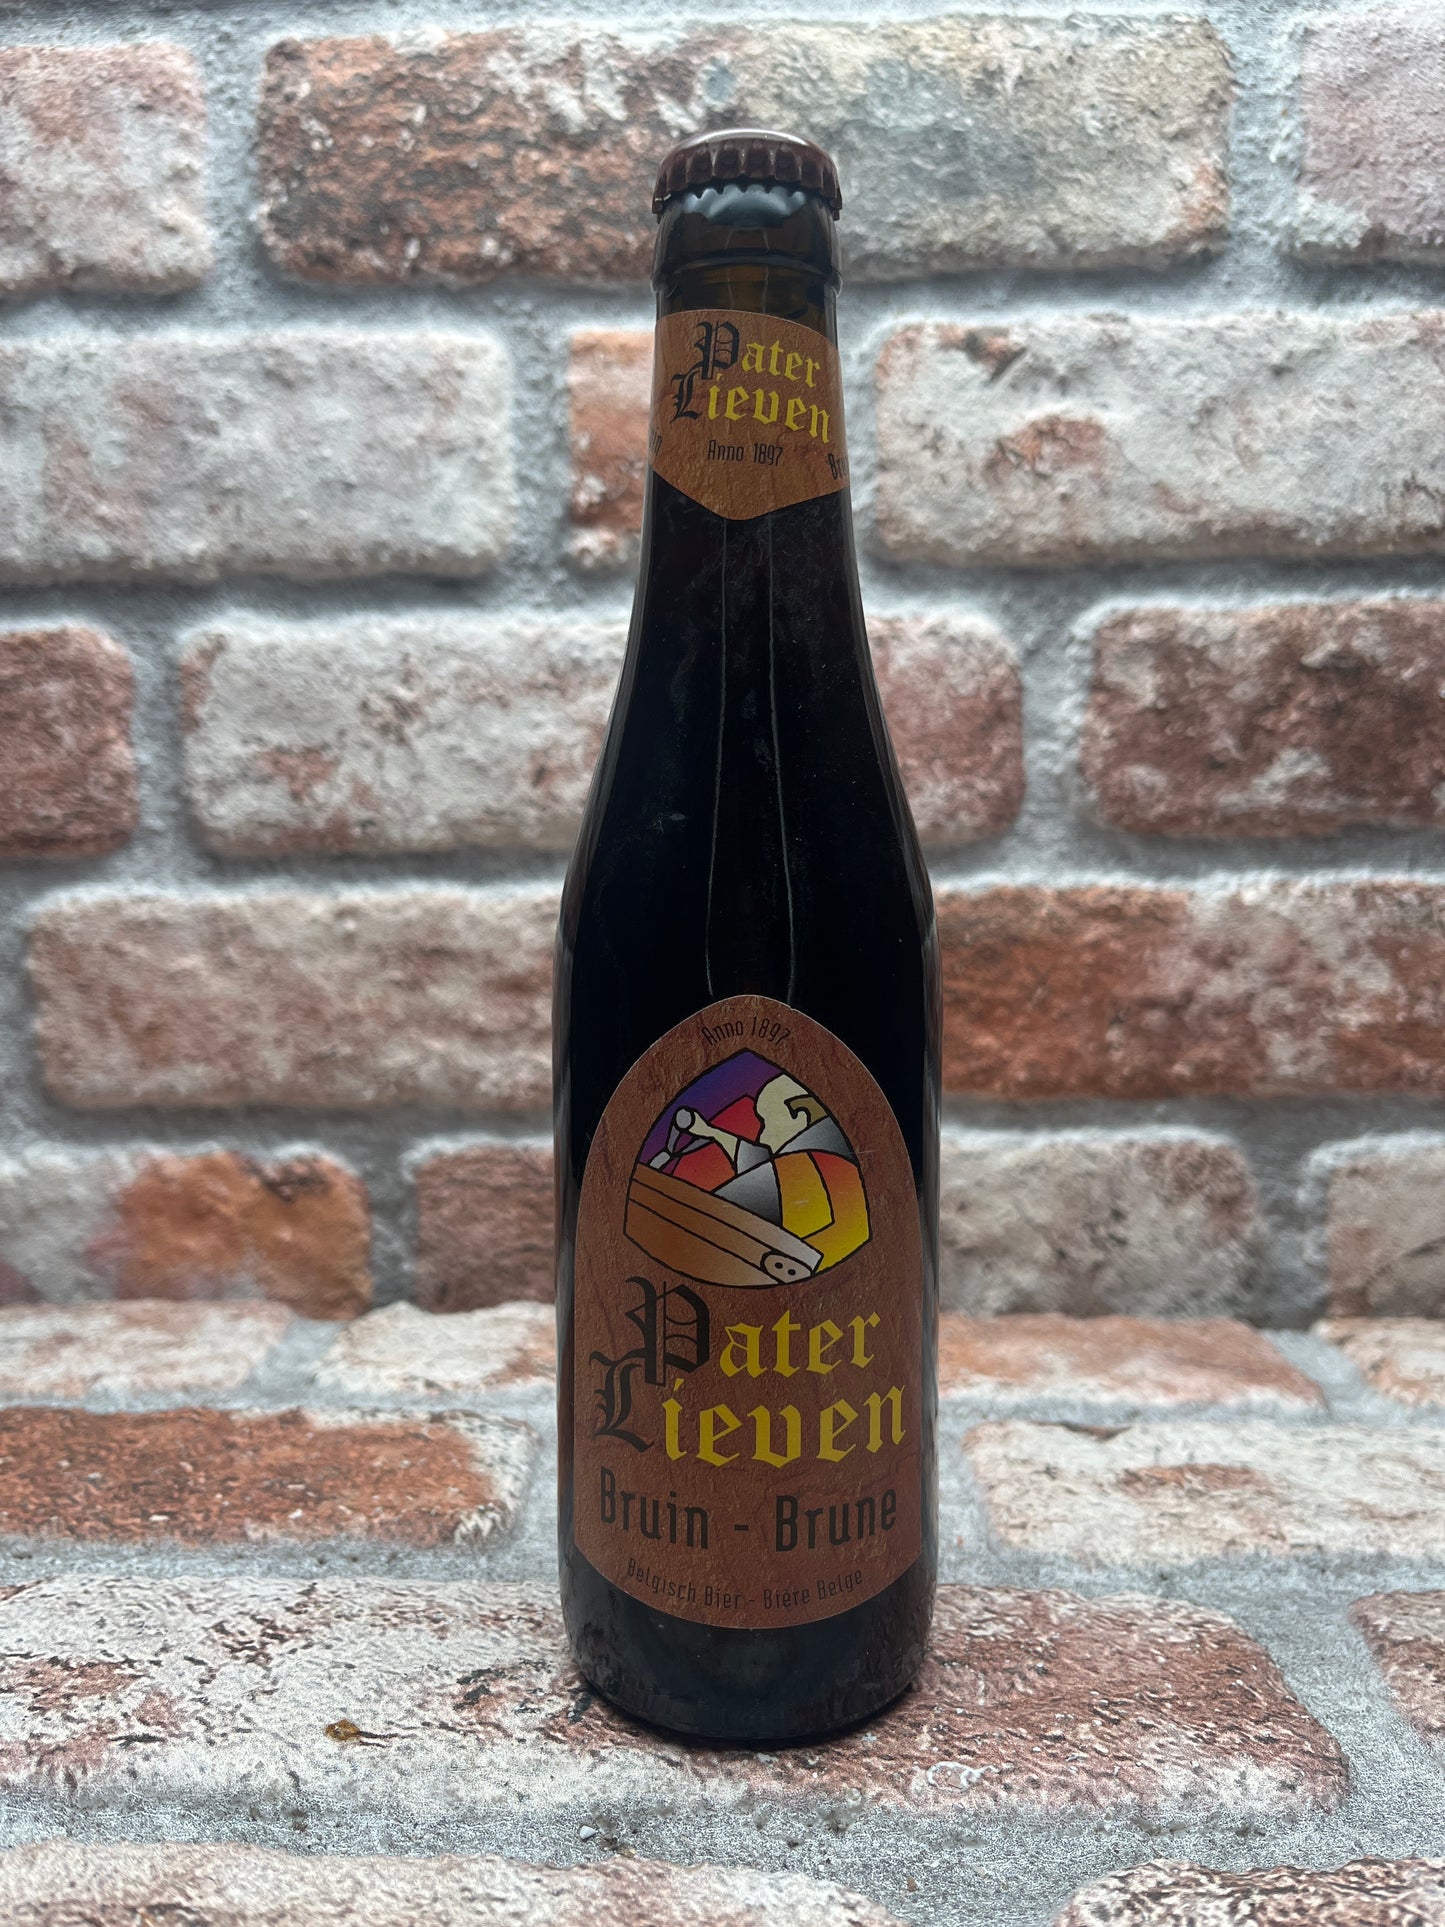 Pater
Lieven
Anno 1897
Anno 1897
Pater
Lieven
Bruin - Brune
Belgisch Bier - Bière Belge